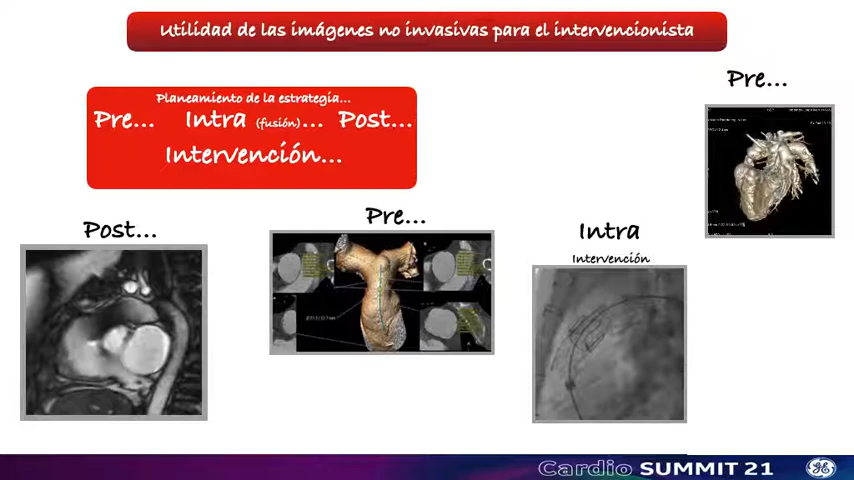 Utilidad de las imágenes no invasivas para el intervencionista
Pre...
Planeamiento de la estrategia...
Pre... Intra (fusión)... Post...
Intervención...
Post...
Pre...
Intra
Intervención
Cardio SUMMIT 21